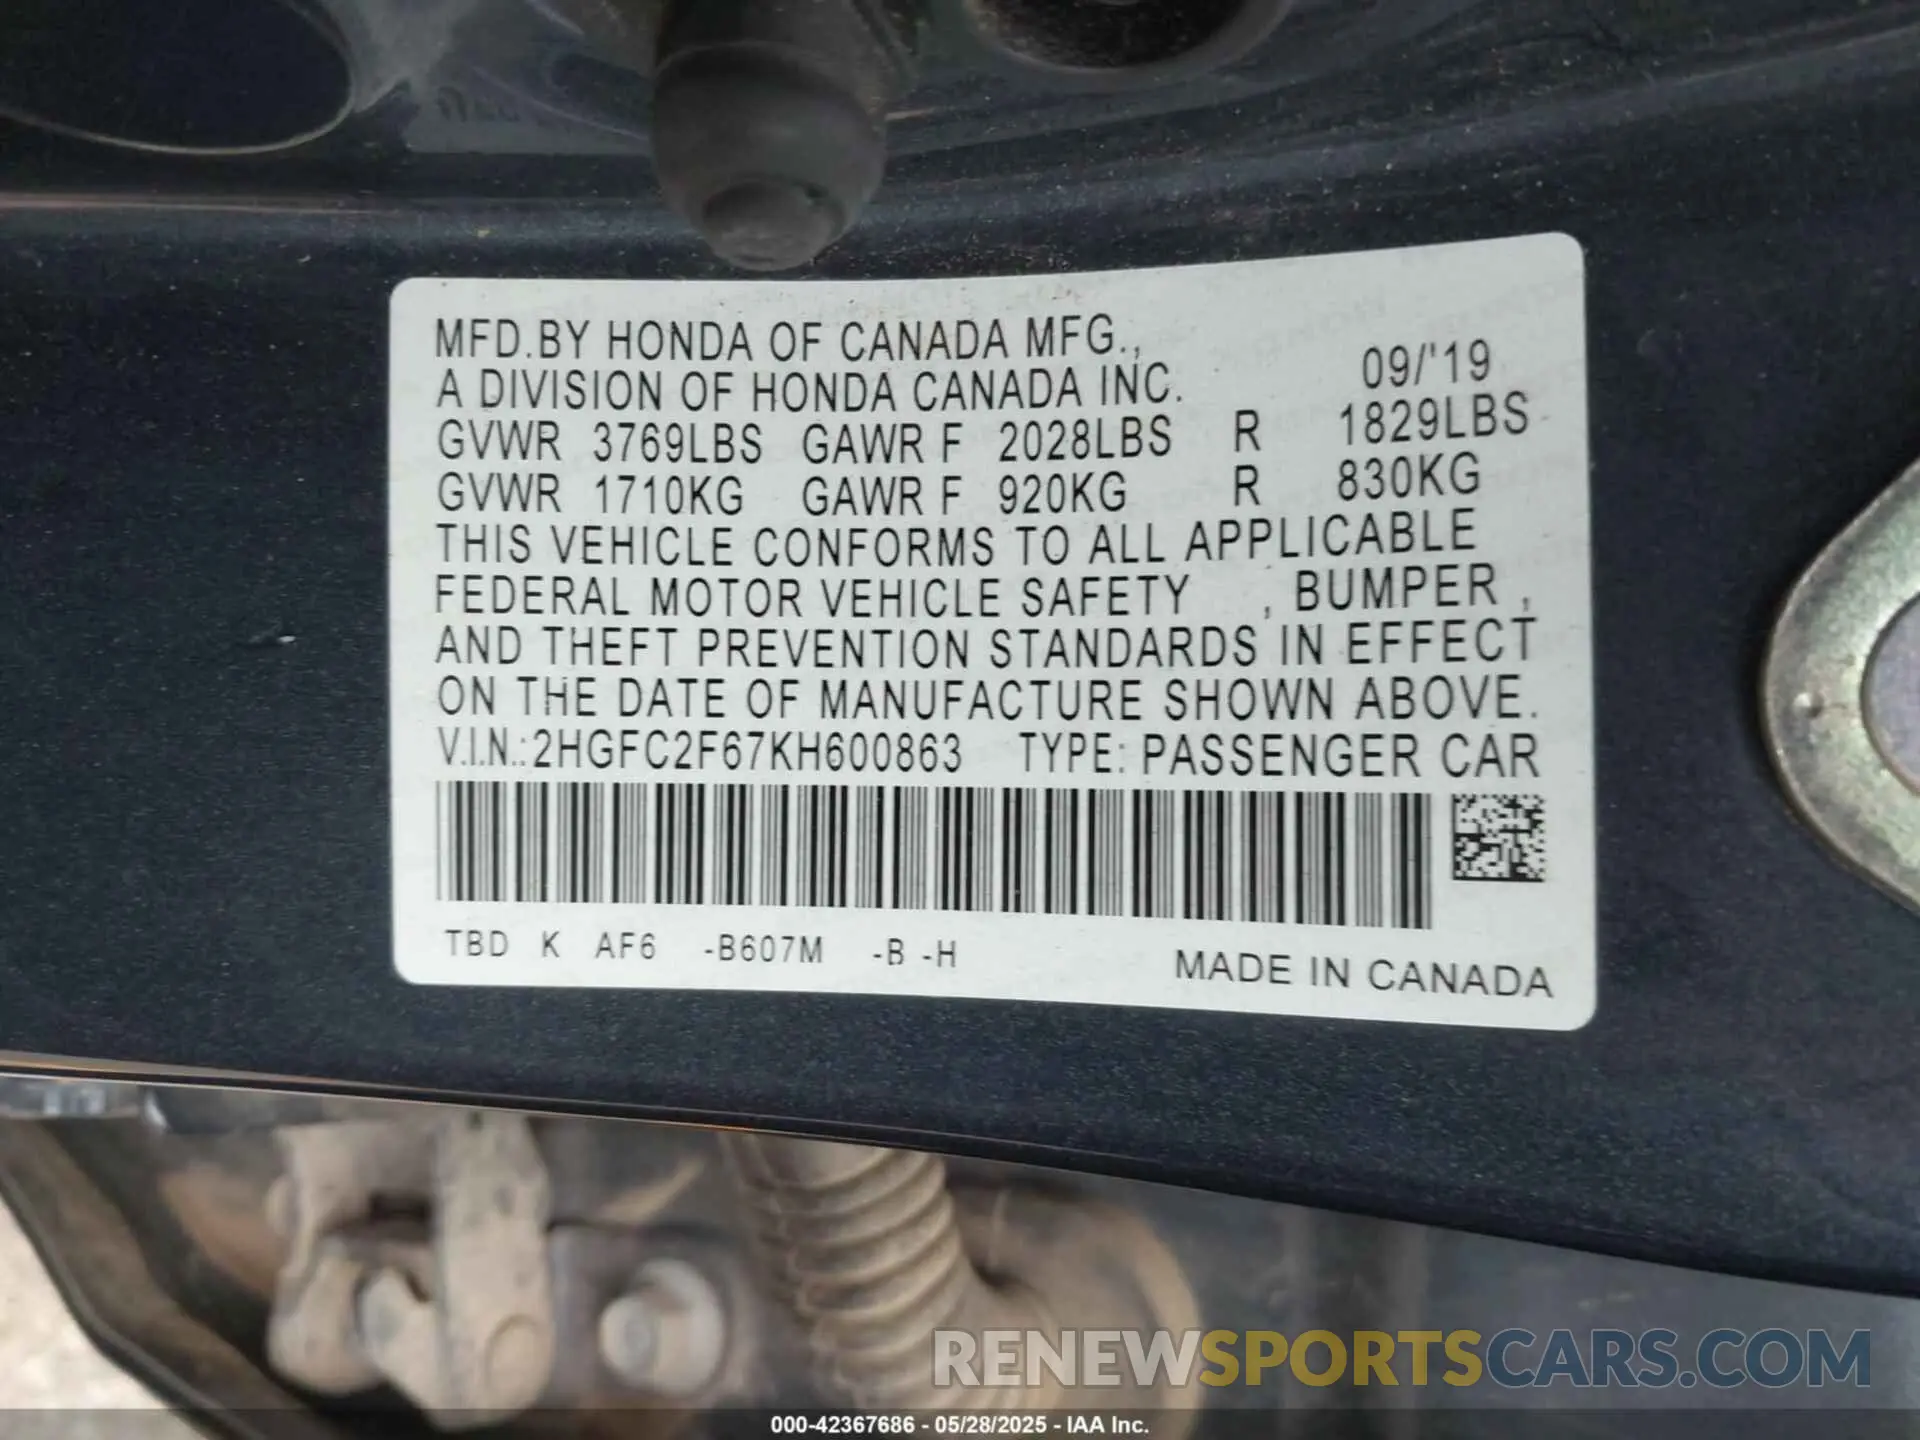 MFD.BY HONDA OF CANADA MFG.,
A DIVISION OF HONDA CANADA INC. 09/'19
GVWR 3769LBS GAWR F 2028LBS R 1829LBS
GVWR 1710KG GAWR F 920KG R 830KG
THIS VEHICLE CONFORMS TO ALL APPLICABLE
FEDERAL MOTOR VEHICLE SAFETY , BUMPER ,
AND THEFT PREVENTION STANDARDS IN EFFECT
ON THE DATE OF MANUFACTURE SHOWN ABOVE.
V.I.N.:2HGFC2F67KH600863 TYPE: PASSENGER CAR
TBD K AF6 -B607M -B -H MADE IN CANADA
RENEWSPORTSCARS.COM
000-42367686 - 05/28/2025 - IAA Inc.